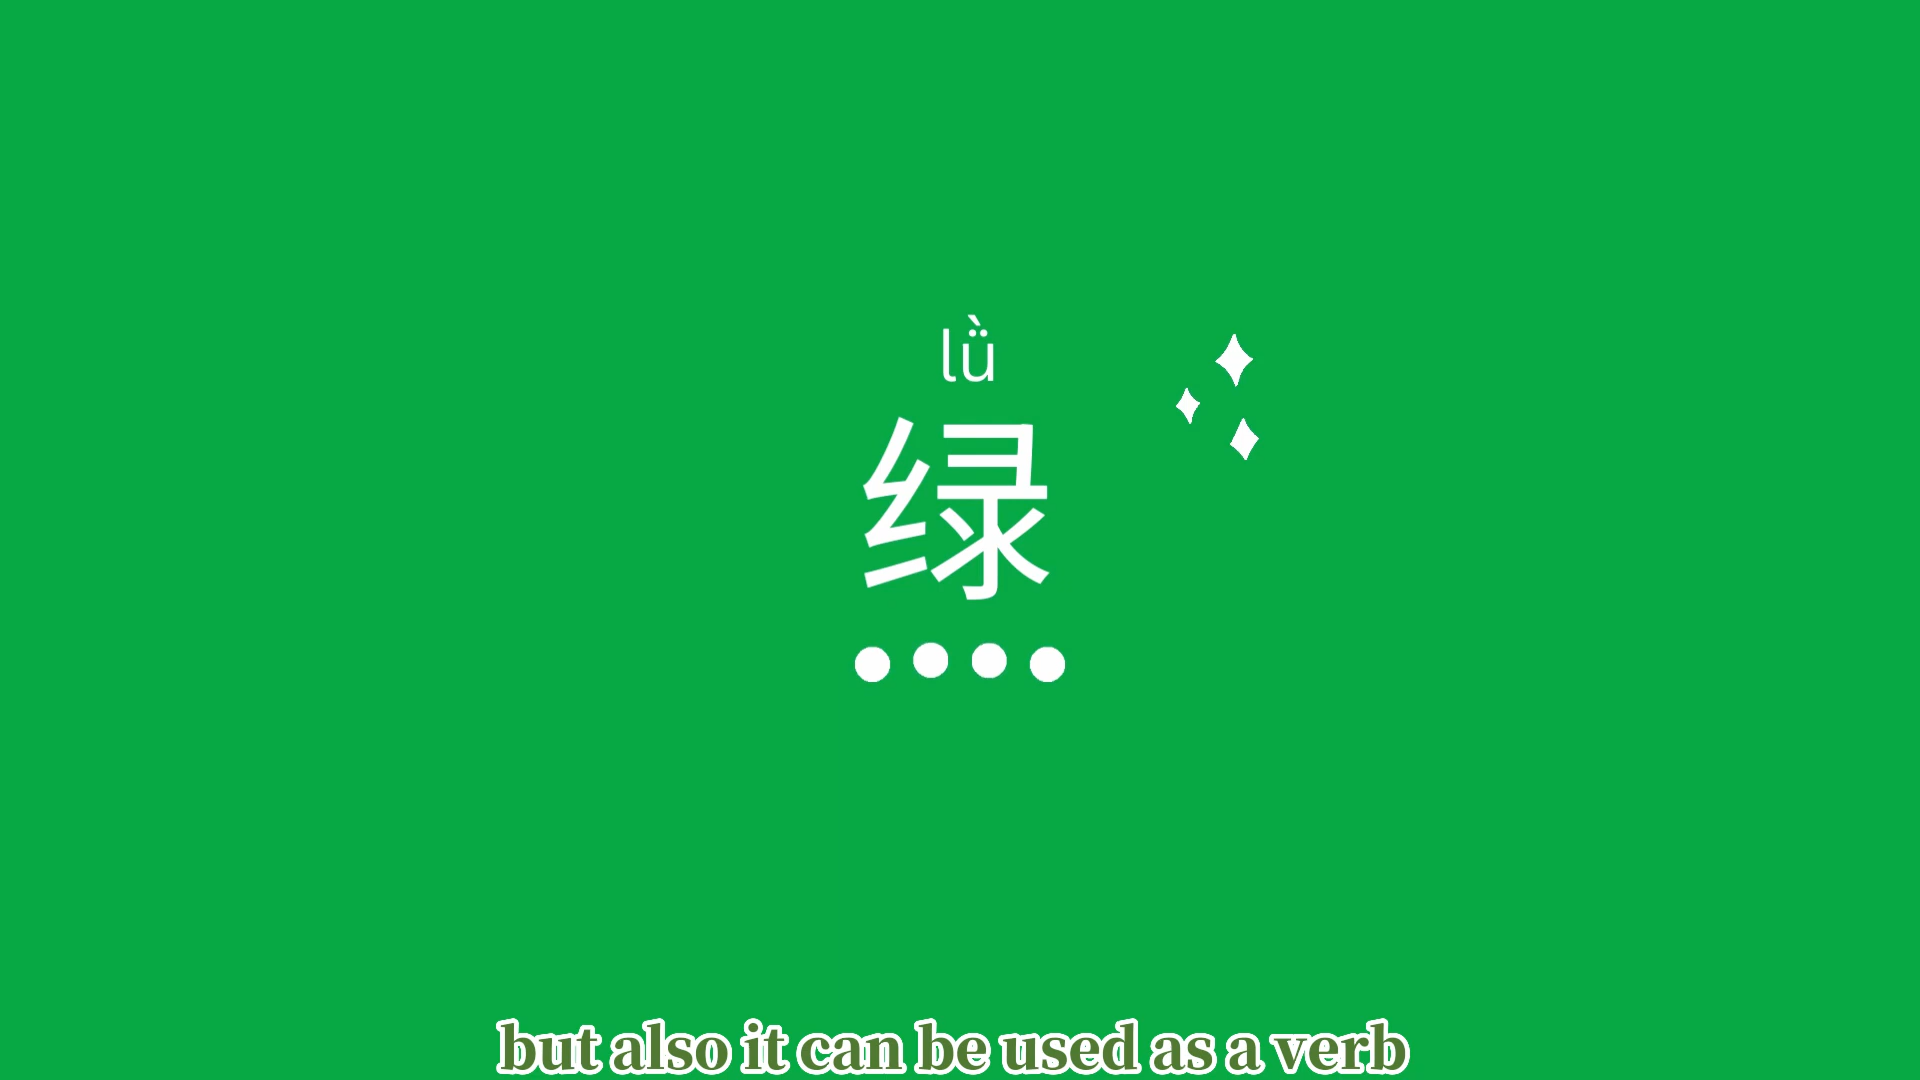 lǜ
绿
but also it can be used as a verb